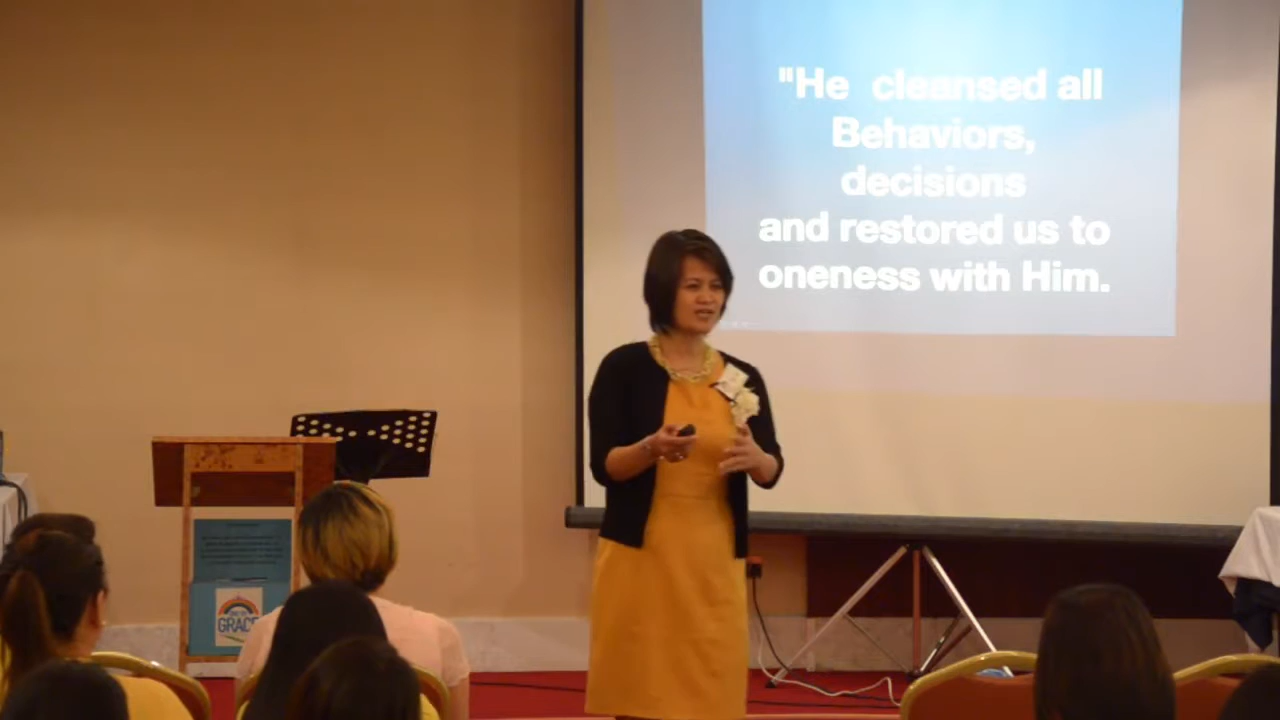 "He cleansed all
Behaviors,
decisions
and restored us to
oneness with Him.
GRACE